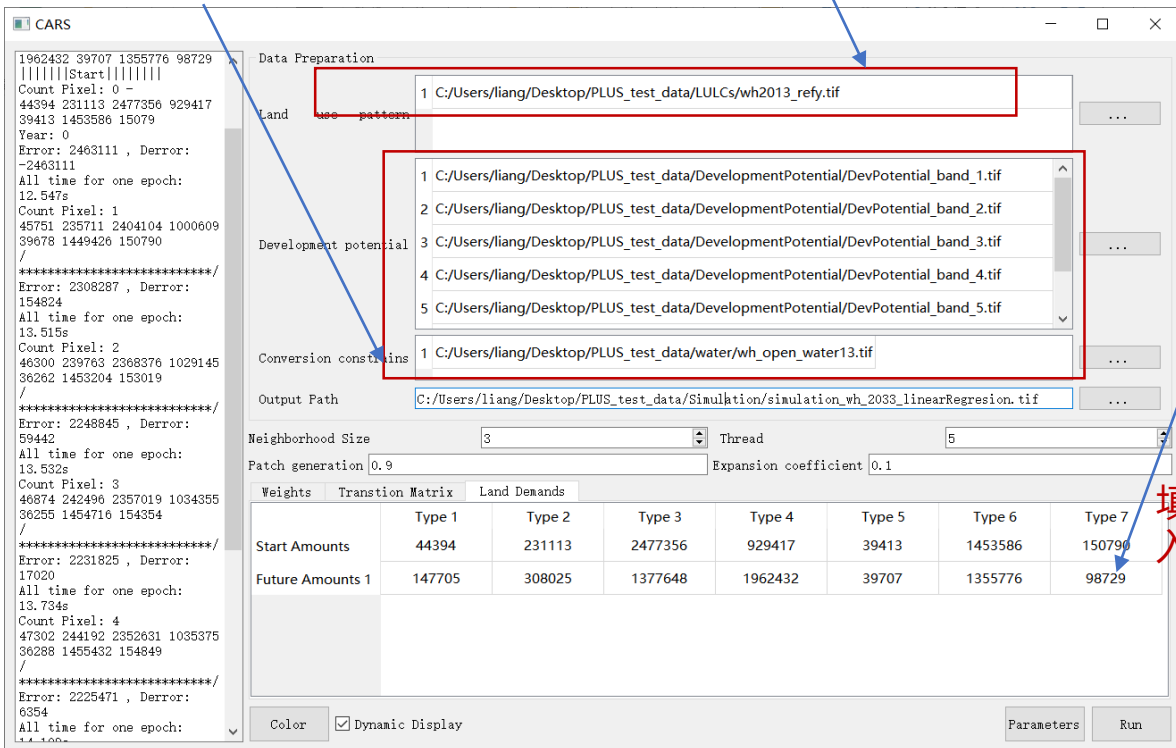 CARS
1962432 39707 1355776 98729
|||||||Start||||||||
Count Pixel: 0 -
44394 231113 2477356 929417
39413 1453586 15079
Year: 0
Error: 2463111 , Derror:
-2463111
All time for one epoch:
12.547s
Count Pixel: 1
45751 235711 2404104 1000609
39678 1449426 150790
/
***************************/
Error: 2308287 , Derror:
154824
All time for one epoch:
13.515s
Count Pixel: 2
46300 239763 2368376 1029145
36262 1453204 153019
/
***************************/
Error: 2248845 , Derror:
59442
All time for one epoch:
13.532s
Count Pixel: 3
46874 242496 2357019 1034355
36255 1454716 154354
/
***************************/
Error: 2231825 , Derror:
17020
All time for one epoch:
13.734s
Count Pixel: 4
47302 244192 2352631 1035375
36288 1455432 154849
/
***************************/
Error: 2225471 , Derror:
6354
All time for one epoch:
Data Preparation
Land use pattern
1 C:/Users/liang/Desktop/PLUS_test_data/LULCs/wh2013_refy.tif
...
Development potential
1 C:/Users/liang/Desktop/PLUS_test_data/DevelopmentPotential/DevPotential_band_1.tif
2 C:/Users/liang/Desktop/PLUS_test_data/DevelopmentPotential/DevPotential_band_2.tif
3 C:/Users/liang/Desktop/PLUS_test_data/DevelopmentPotential/DevPotential_band_3.tif
4 C:/Users/liang/Desktop/PLUS_test_data/DevelopmentPotential/DevPotential_band_4.tif
5 C:/Users/liang/Desktop/PLUS_test_data/DevelopmentPotential/DevPotential_band_5.tif
...
Conversion constrains 1 C:/Users/liang/Desktop/PLUS_test_data/water/wh_open_water13.tif ...
Output Path C:/Users/liang/Desktop/PLUS_test_data/Simulation/simulation_wh_2033_linearRegresion.tif ...
Neighborhood Size 3 Thread 5
Patch generation 0.9 Expansion coefficient 0.1
Weights Transtion Matrix Land Demands
Type 1 Type 2 Type 3 Type 4 Type 5 Type 6 Type 7
Start Amounts 44394 231113 2477356 929417 39413 1453586 150790
Future Amounts 1 147705 308025 1377648 1962432 39707 1355776 98729
填
入
Color Dynamic Display Parameters Run